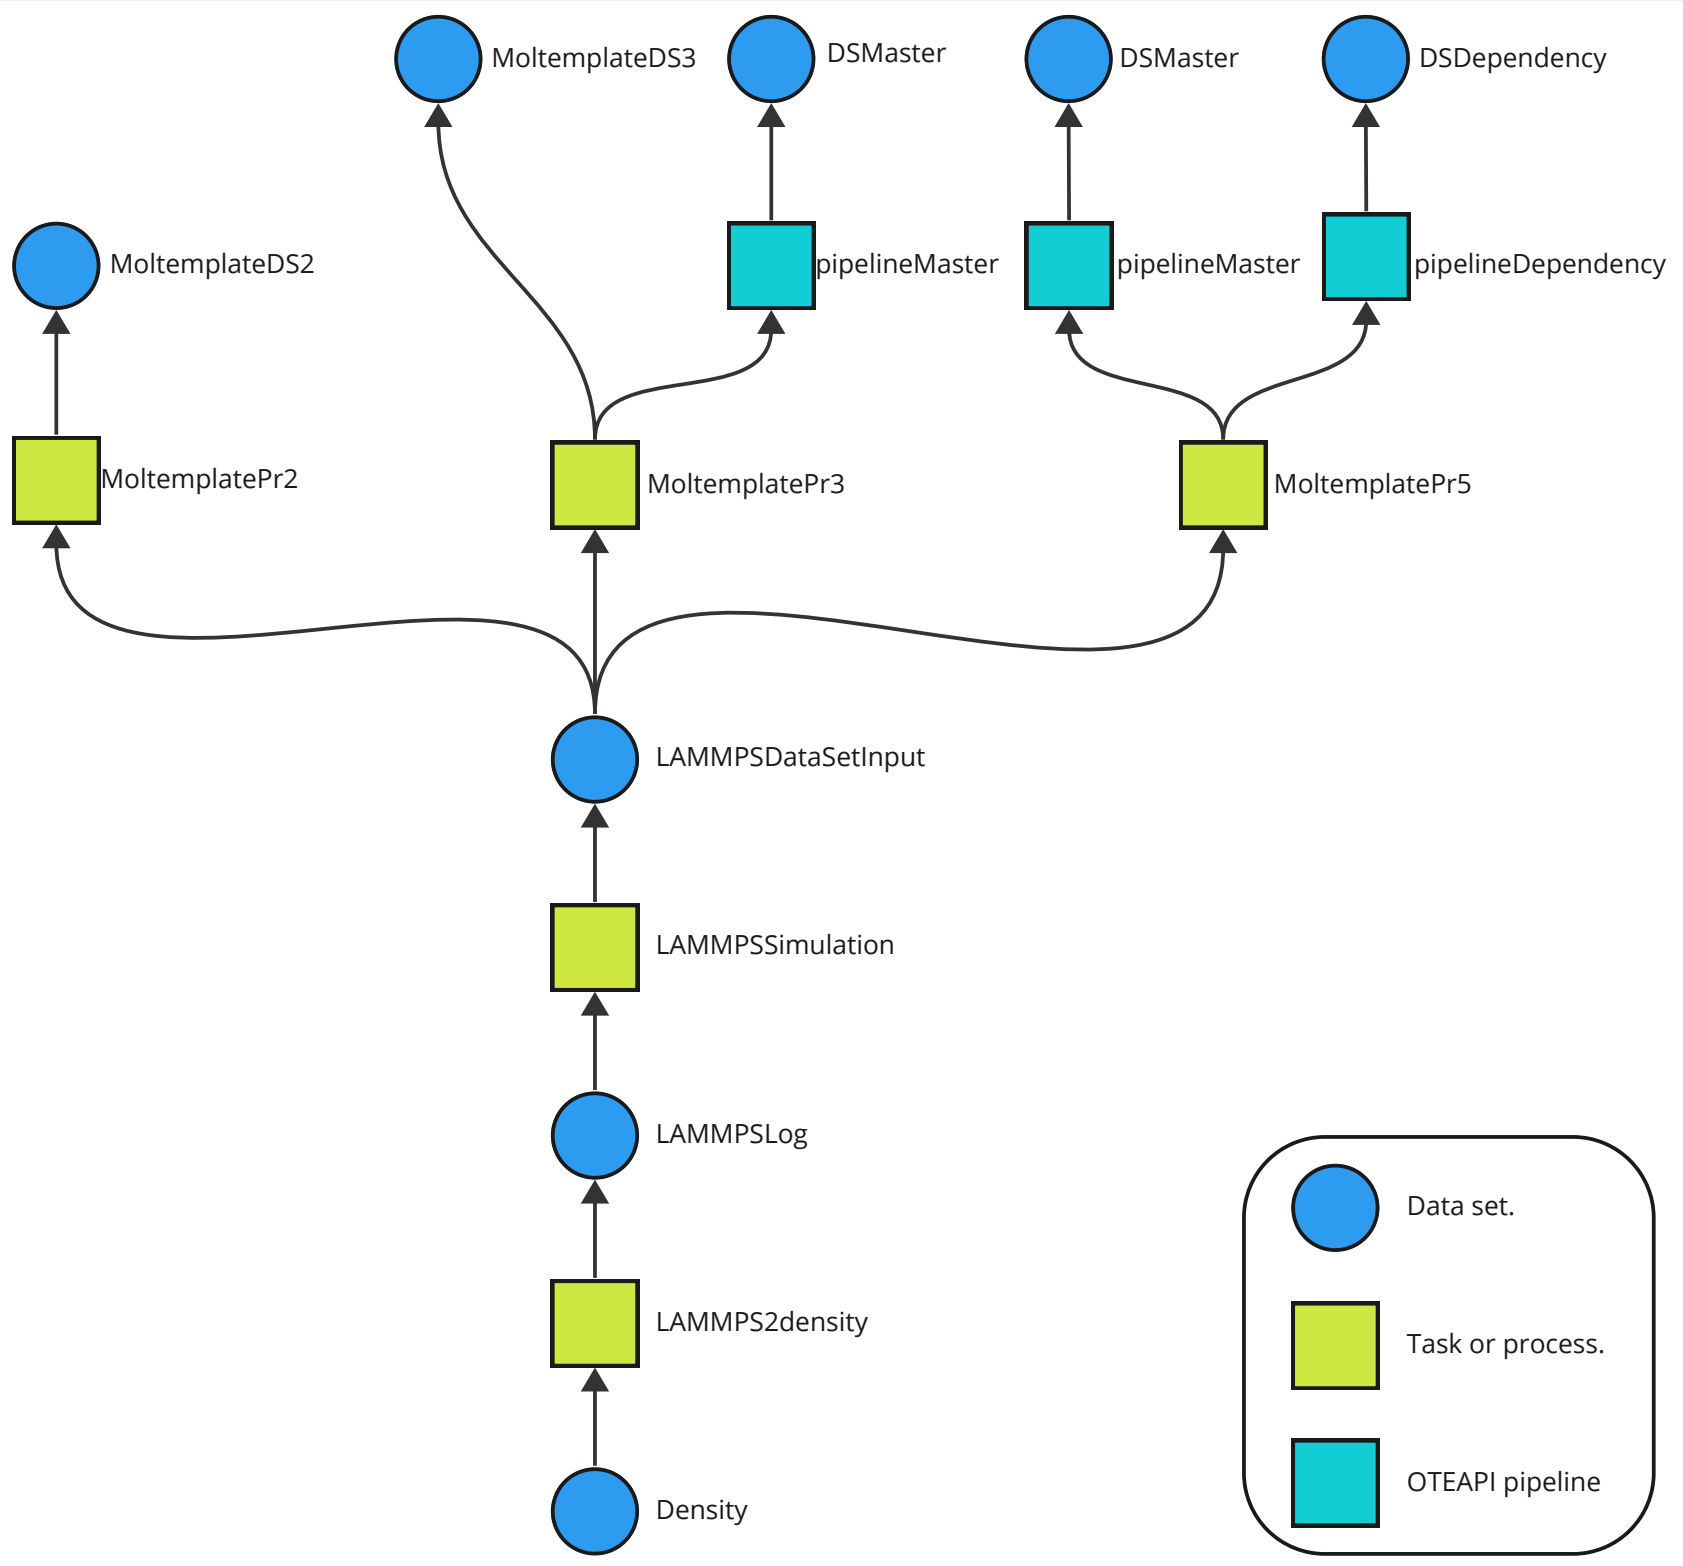 MoltemplateDS3
DSMaster
DSMaster
DSDependency
MoltemplateDS2
pipelineMaster
pipelineMaster
pipelineDependency
MoltemplatePr2
MoltemplatePr3
MoltemplatePr5
LAMMPSDataSetInput
LAMMPSSimulation
LAMMPSLog
LAMMPS2density
Density
Data set.
Task or process.
OTEAPI pipeline